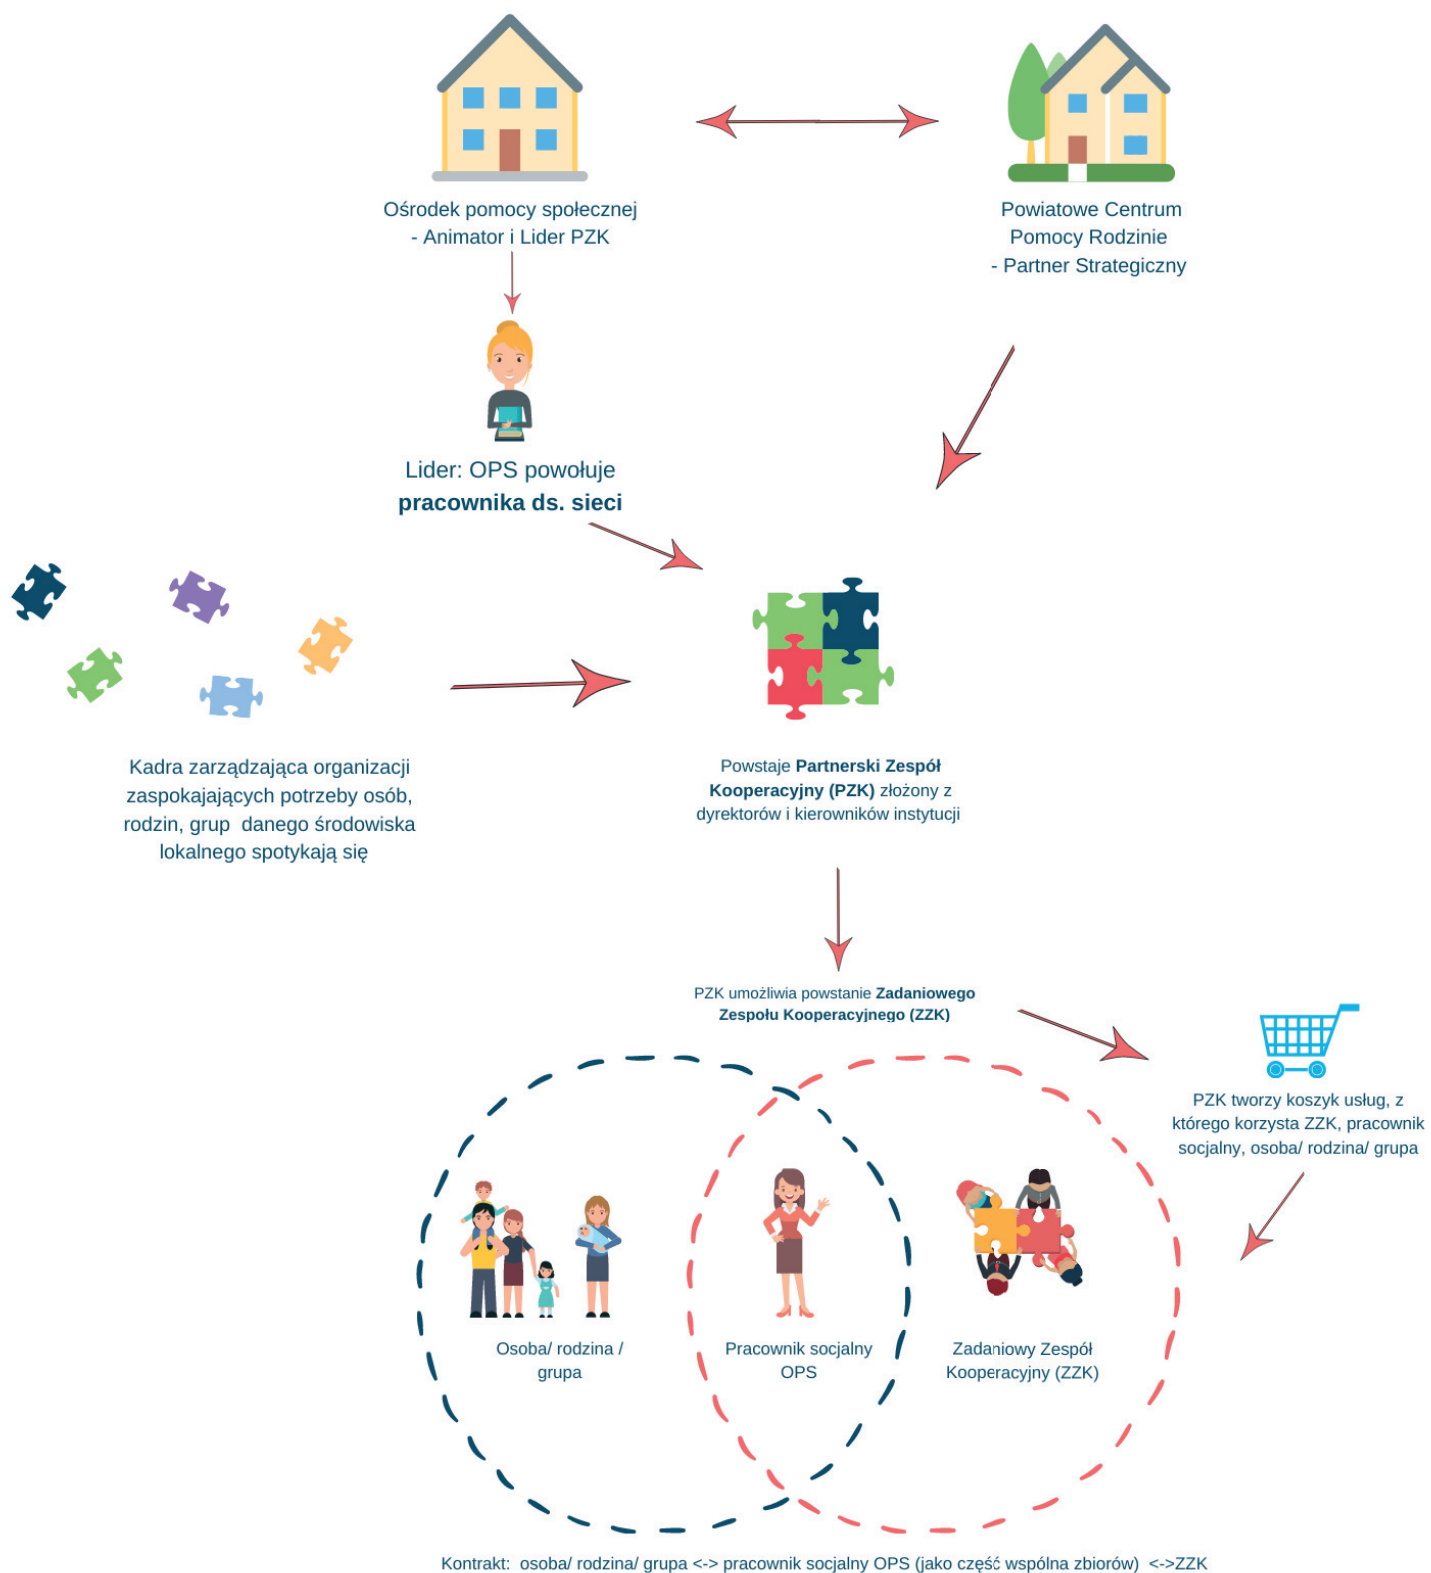 Ośrodek pomocy społecznej
- Animator i Lider PZK
Powiatowe Centrum
Pomocy Rodzinie
- Partner Strategiczny
Lider: OPS powołuje
pracownika ds. sieci
Kadra zarządzająca organizacji
zaspokajających potrzeby osób,
rodzin, grup danego środowiska
lokalnego spotykają się
Powstaje Partnerski Zespół
Kooperacyjny (PZK) złożony z
dyrektorów i kierowników instytucji
PZK umożliwia powstanie Zadaniowego
Zespołu Kooperacyjnego (ZZK)
PZK tworzy koszyk usług, z
którego korzysta ZZK, pracownik
socjalny, osoba/ rodzina/ grupa
Osoba/ rodzina /
grupa
Pracownik socjalny
OPS
Zadaniowy Zespół
Kooperacyjny (ZZK)
Kontrakt: osoba/ rodzina/ grupa <-> pracownik socjalny OPS (jako część wspólna zbiorów) <->ZZK